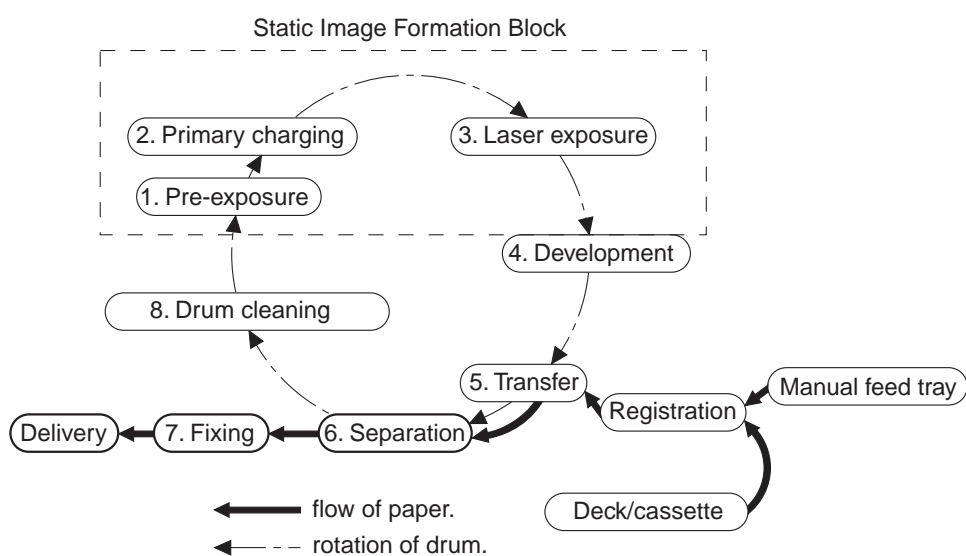 Static Image Formation Block
2. Primary charging
3. Laser exposure
1. Pre-exposure
4. Development
8. Drum cleaning
5. Transfer
Manual feed tray
Registration
Delivery
7. Fixing
6. Separation
Deck/cassette
flow of paper.
rotation of drum.